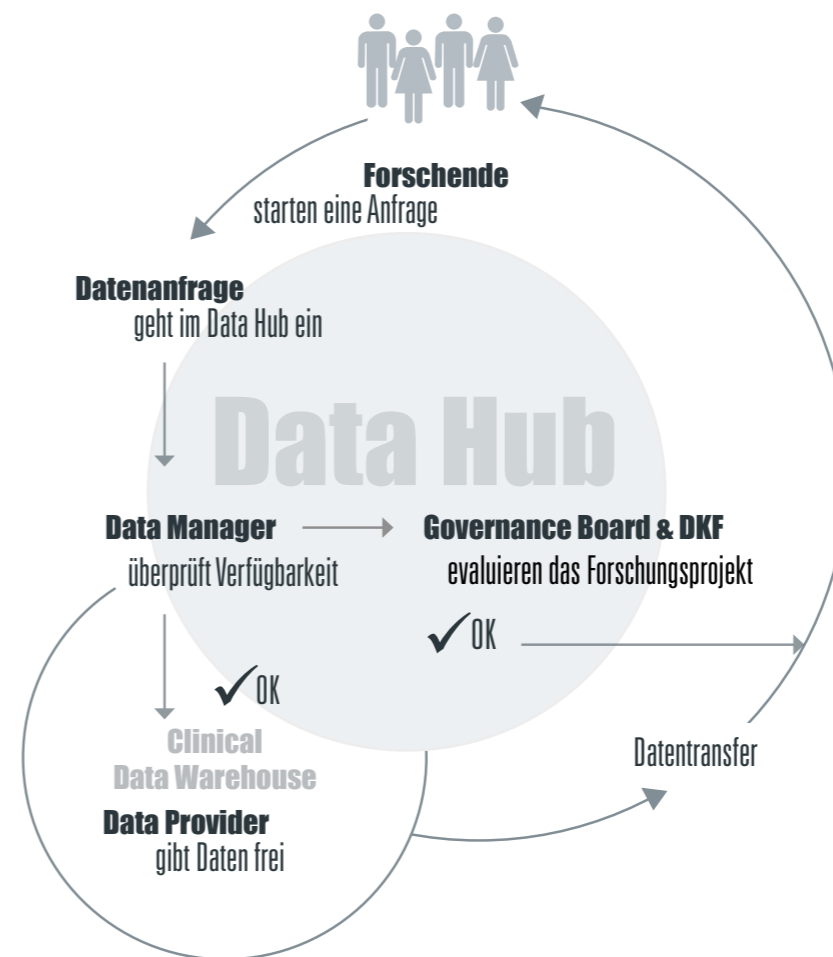 Forschende
starten eine Anfrage
Datenanfrage
geht im Data Hub ein
Data Hub
Data Manager
überprüft Verfügbarkeit
Governance Board & DKF
evaluieren das Forschungsprojekt
OK
OK
Clinical
Data Warehouse
Data Provider
gibt Daten frei
Datentransfer